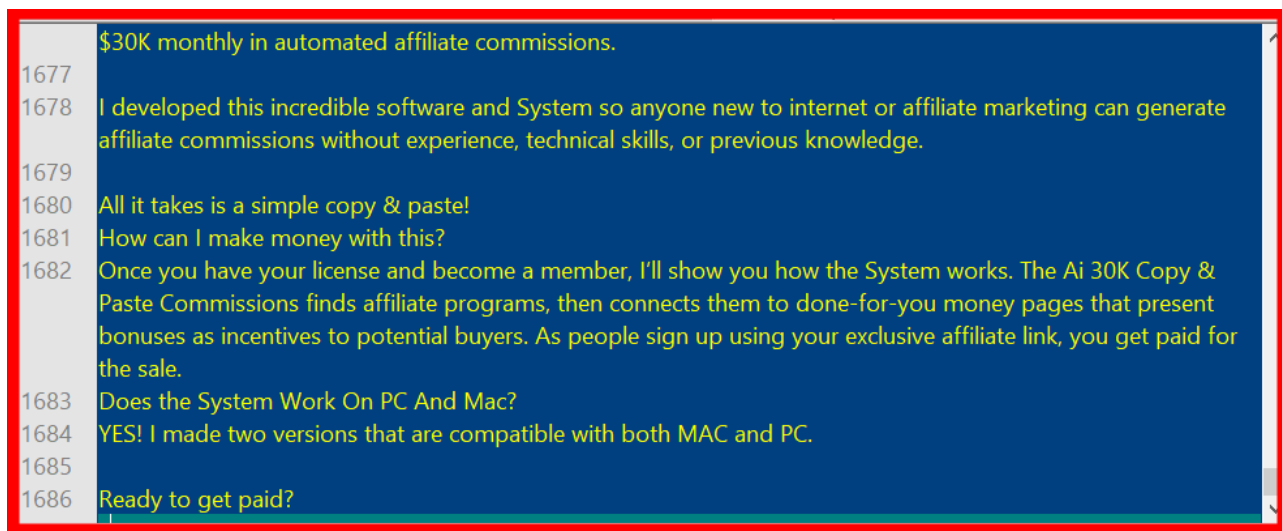 $30K monthly in automated affiliate commissions.
1677
1678 I developed this incredible software and System so anyone new to internet or affiliate marketing can generate
affiliate commissions without experience, technical skills, or previous knowledge.
1679
1680 All it takes is a simple copy & paste!
1681 How can I make money with this?
1682 Once you have your license and become a member, I'll show you how the System works. The Ai 30K Copy &
Paste Commissions finds affiliate programs, then connects them to done-for-you money pages that present
bonuses as incentives to potential buyers. As people sign up using your exclusive affiliate link, you get paid for
the sale.
1683 Does the System Work On PC And Mac?
1684 YES! I made two versions that are compatible with both MAC and PC.
1685
1686 Ready to get paid?